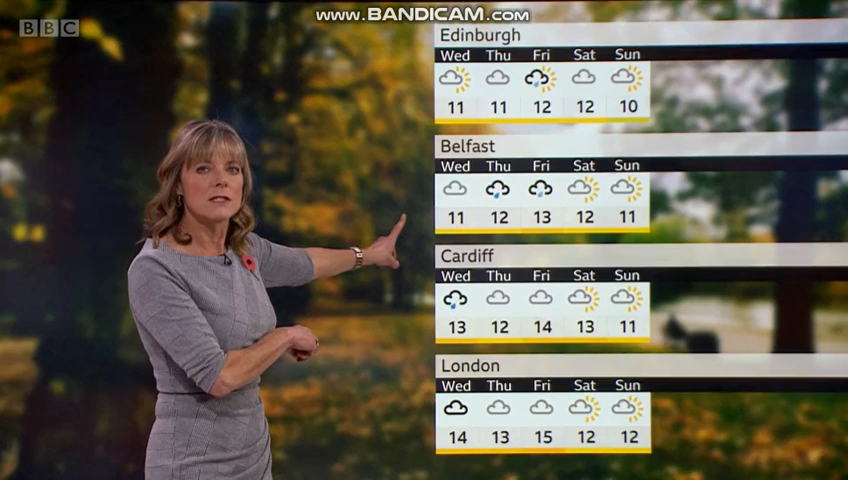 BBC
www.BANDICAM.com
Edinburgh
Wed Thu Fri Sat Sun
11 11 12 12 10
Belfast
Wed Thu Fri Sat Sun
11 12 13 12 11
Cardiff
Wed Thu Fri Sat Sun
13 12 14 13 11
London
Wed Thu Fri Sat Sun
14 13 15 12 12